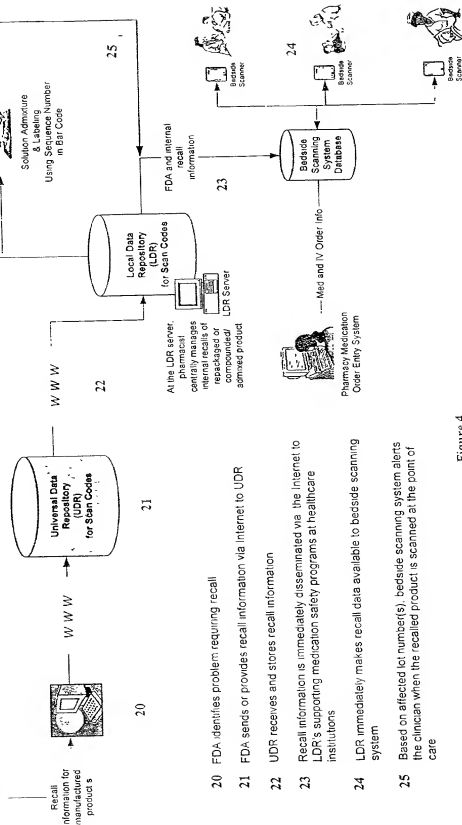 Recall
nformation for
manufactured
product s
20
W W W
Universal Data
Repository
(UDR)
for Scan Codes
21
W W W
22
Local Data
Repository
(LDR)
for Scan Codes
LDR Server
At the LDR server,
pharmacist
centrally manages
internal recalls of
repackaged or
compounded/
admixed product
Solution Admixture
& Labeling
Using Sequence Number
in Bar Code
25
FDA and internal
recall
information
23
Pharmacy Medication
Order Entry System
Med and IV Order Info
Bedside
Scanning
System
Database
24
Bedside
Scanner
Bedside
Scanner
Bedside
Scanner
20 FDA identifies problem requiring recall
21 FDA sends or provides recall information via Internet to UDR
22 UDR receives and stores recall information
23 Recall information is immediately disseminated via the Internet to
LDR's supporting medication safety programs at healthcare
institutions
24 LDR immediately makes recall data available to bedside scanning
system
25 Based on affected lot number(s), bedside scanning system alerts
the clinician when the recalled product is scanned at the point of
care
Figure 4